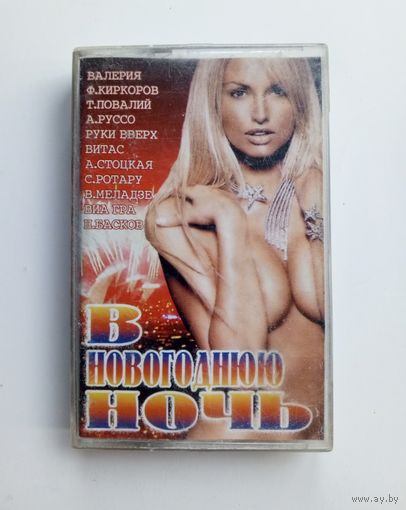 ВАЛЕРИЯ
Ф.КИРКОРОВ
Т.ПОВАЛИЙ
А.РУССО
РУКИ ВВЕРХ
ВИТАС
А.СТОЦКАЯ
С.РОТАРУ
В.МЕЛАДЗЕ
ВИА ГРА
Н.БАСКОВ
В
НОВОГОДНЮЮ
НОЧЬ
www.ay.by